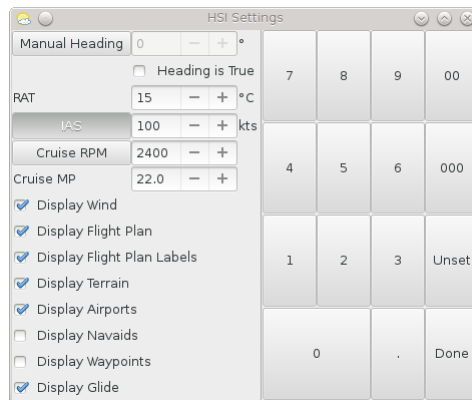 HSI Settings
Manual Heading 0 − + °
Heading is True
RAT 15 − + °C
IAS 100 − + kts
Cruise RPM 2400 − +
Cruise MP 22.0 − +
Display Wind
Display Flight Plan
Display Flight Plan Labels
Display Terrain
Display Airports
Display Navaids
Display Waypoints
Display Glide
7 8 9 00
4 5 6 000
1 2 3 Unset
0 . Done